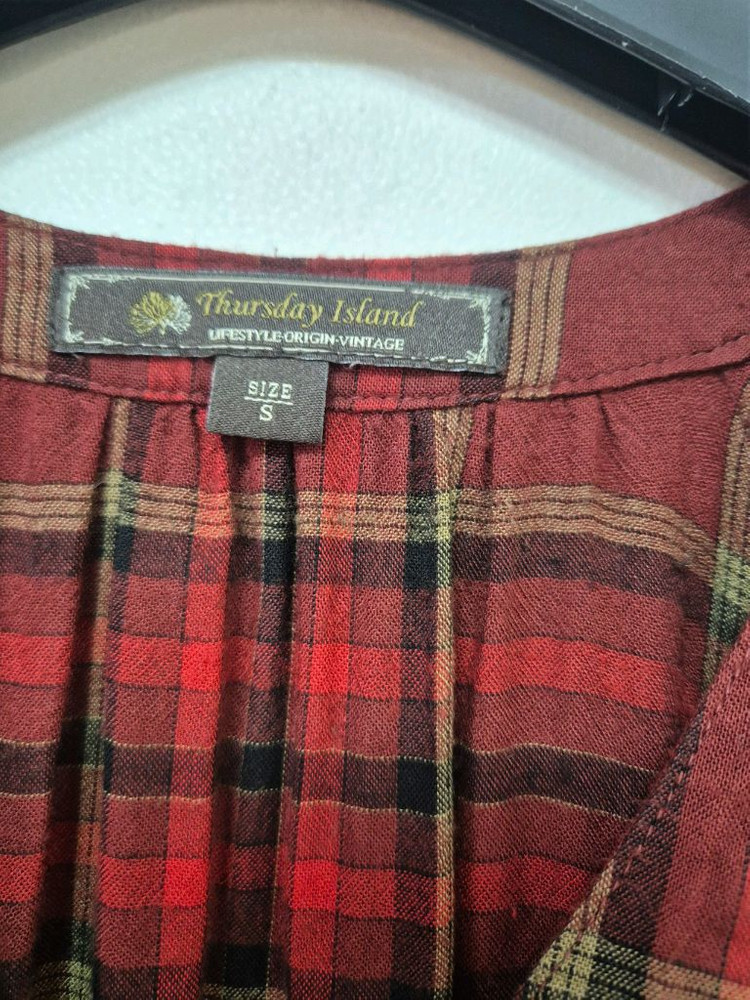 Thursday Island
LIFESTYLE·ORIGIN·VINTAGE
SIZE
S